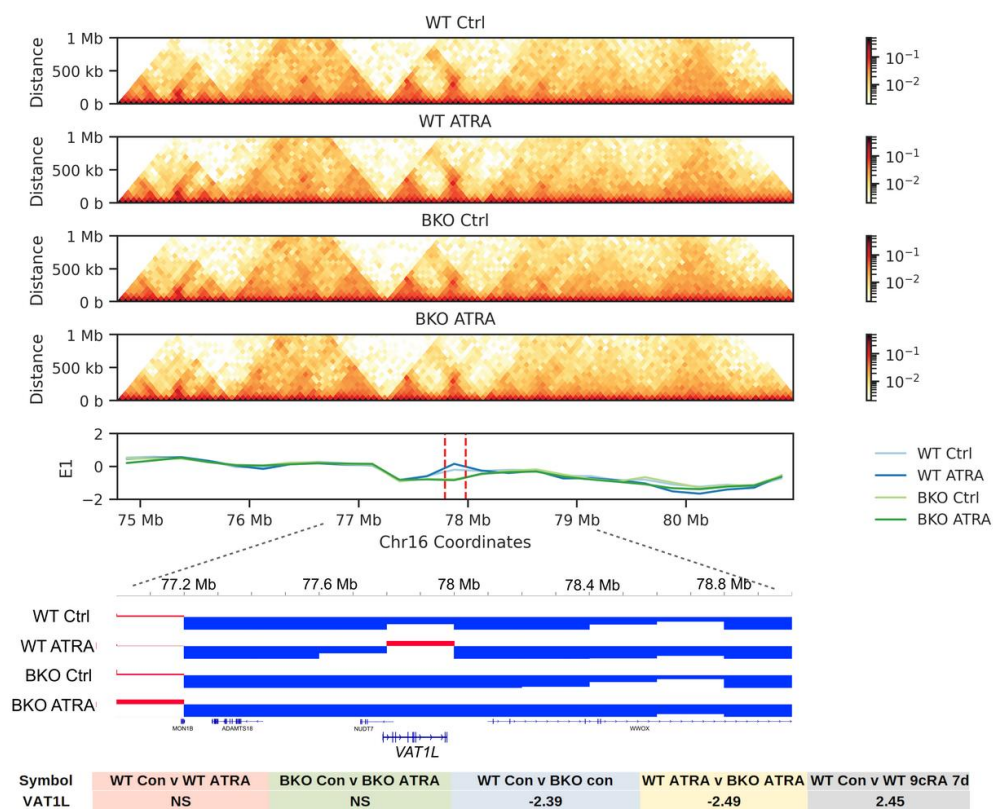 WT Ctrl
1 Mb
500 kb
0 b
Distance
10⁻¹
10⁻²
WT ATRA
1 Mb
500 kb
0 b
Distance
10⁻¹
10⁻²
BKO Ctrl
1 Mb
500 kb
0 b
Distance
10⁻¹
10⁻²
BKO ATRA
1 Mb
500 kb
0 b
Distance
10⁻¹
10⁻²
2
0
−2
E1
WT Ctrl
WT ATRA
BKO Ctrl
BKO ATRA
75 Mb 76 Mb 77 Mb 78 Mb 79 Mb 80 Mb
Chr16 Coordinates
77.2 Mb 77.6 Mb 78 Mb 78.4 Mb 78.8 Mb
WT Ctrl
WT ATRA
BKO Ctrl
BKO ATRA
MON1B ADAMTS18 NUDT7 WWOX
VAT1L
Symbol WT Con v WT ATRA BKO Con v BKO ATRA WT Con v BKO con WT ATRA v BKO ATRA WT Con v WT 9cRA 7d
VAT1L NS NS -2.39 -2.49 2.45